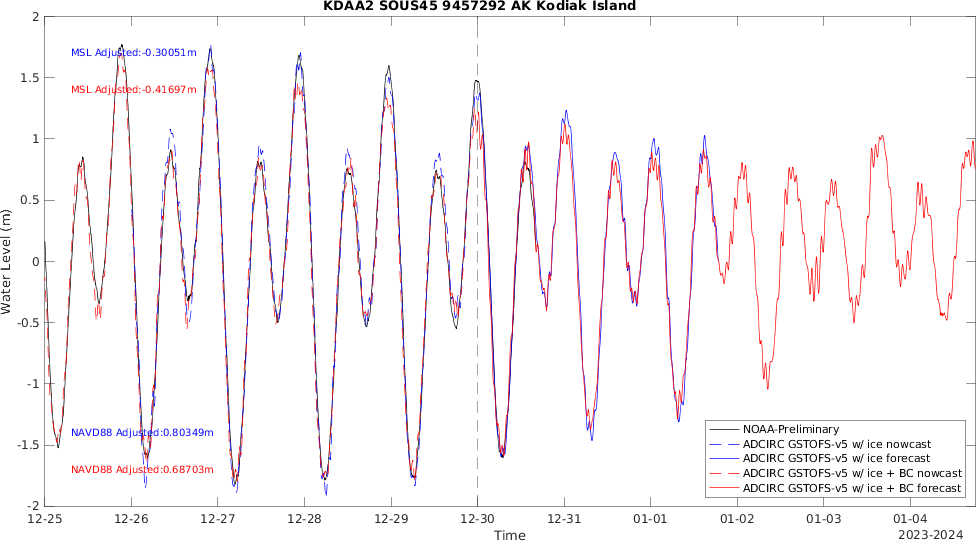 KDAA2 SOUS45 9457292 AK Kodiak Island
2
1.5
1
0.5
0
-0.5
-1
-1.5
-2
Water Level (m)
MSL Adjusted:-0.30051m
MSL Adjusted:-0.41697m
NAVD88 Adjusted:0.80349m
NAVD88 Adjusted:0.68703m
NOAA-Preliminary
ADCIRC GSTOFS-v5 w/ ice nowcast
ADCIRC GSTOFS-v5 w/ ice forecast
ADCIRC GSTOFS-v5 w/ ice + BC nowcast
ADCIRC GSTOFS-v5 w/ ice + BC forecast
12-25 12-26 12-27 12-28 12-29 12-30 12-31 01-01 01-02 01-03 01-04
Time
2023-2024